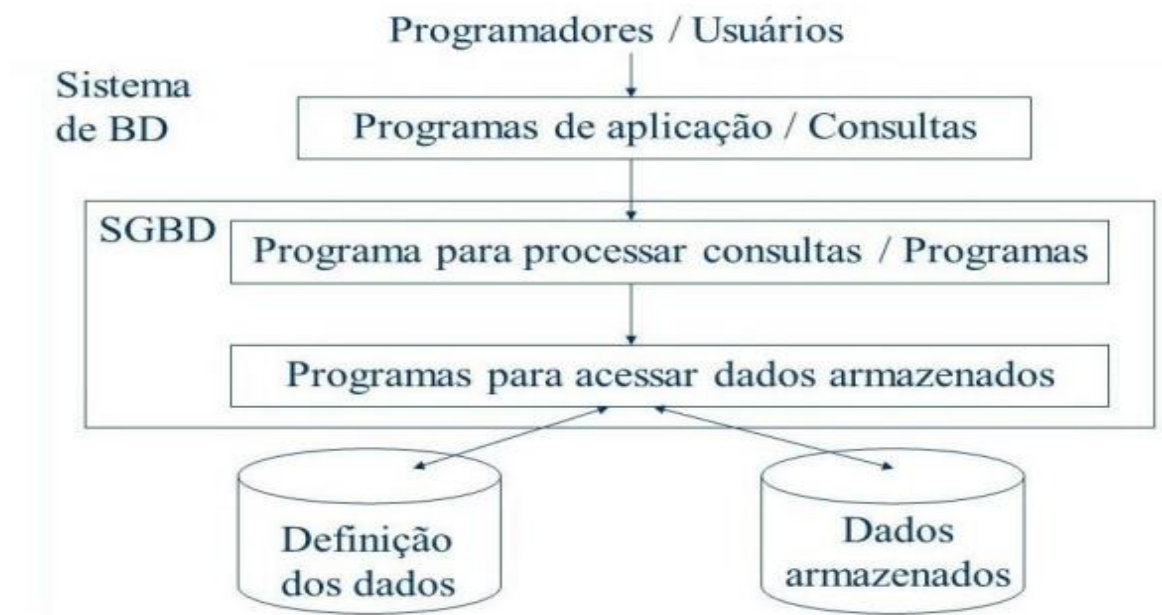 Programadores / Usuários
Sistema
de BD
Programas de aplicação / Consultas
SGBD
Programa para processar consultas / Programas
Programas para acessar dados armazenados
Definição
dos dados
Dados
armazenados